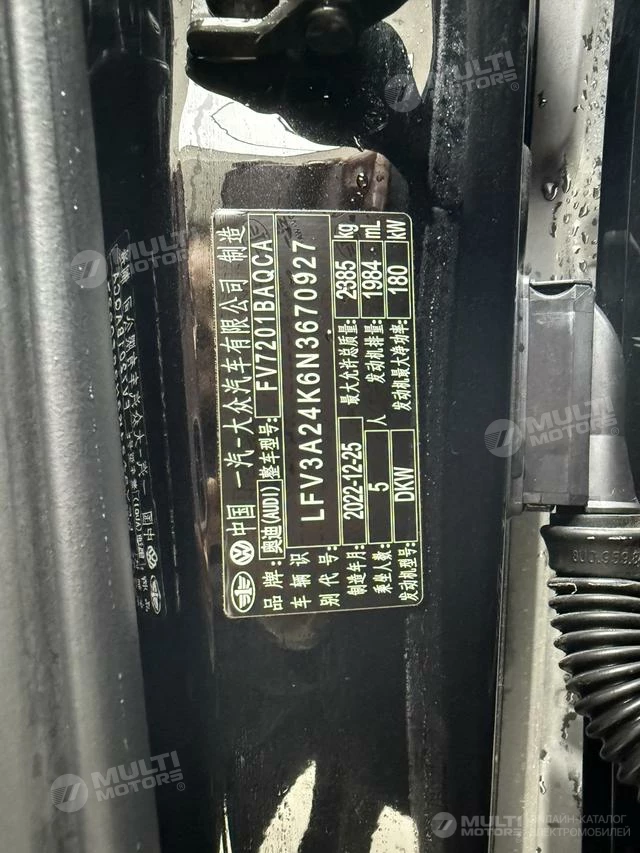 中国 一汽-大众汽车有限公司 制造
品牌:奥迪(AUDI) 整车型号: FV7201BAQCA
车辆识别代号: LFV3A24K6N3670927
制造年月: 2022-12-25 最大允许总质量: 2385 kg
乘坐人数: 5 人 发动机排量: 1984 mL
发动机型号: DKW 发动机最大净功率: 180 kW
MULTI MOTORS
MULTI MOTORS
MULTI MOTORS
MULTI MOTORS
MULTI MOTORS
ОНЛАЙН-КАТАЛОГ
ЭЛЕКТРОМОБИЛЕЙ